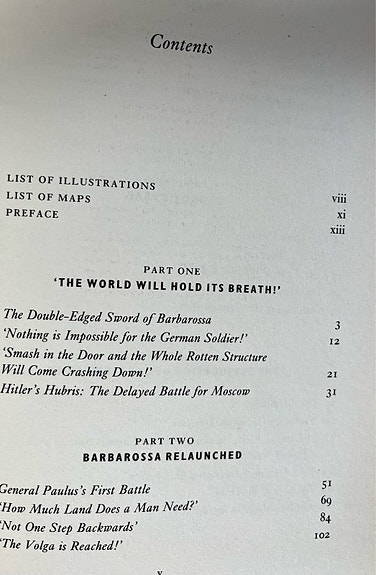 Contents
LIST OF ILLUSTRATIONS viii
LIST OF MAPS xi
PREFACE xiii
PART ONE
‘THE WORLD WILL HOLD ITS BREATH!’
The Double-Edged Sword of Barbarossa 3
‘Nothing is Impossible for the German Soldier!’ 12
‘Smash in the Door and the Whole Rotten Structure
Will Come Crashing Down!’ 21
Hitler’s Hubris: The Delayed Battle for Moscow 31
PART TWO
BARBAROSSA RELAUNCHED
General Paulus’s First Battle 51
‘How Much Land Does a Man Need?’ 69
‘Not One Step Backwards’ 84
‘The Volga is Reached!’ 102
v